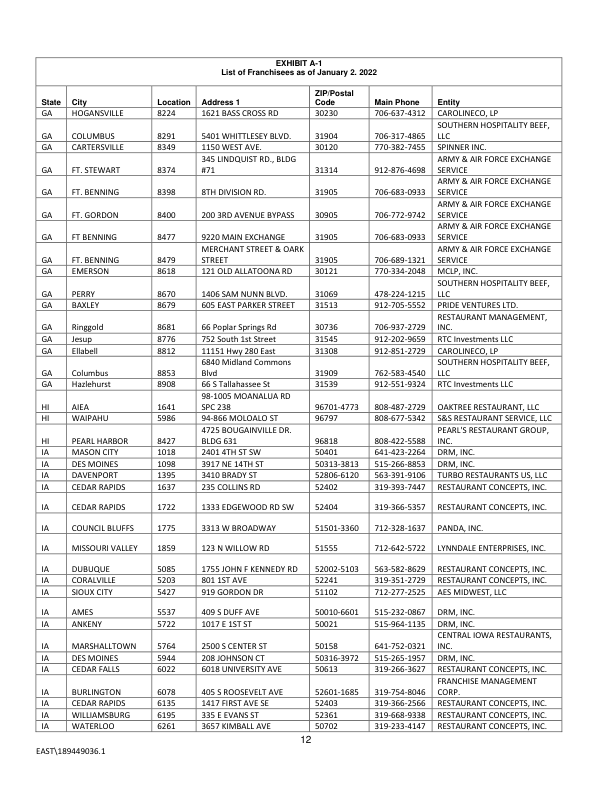 EXHIBIT A-1
List of Franchisees as of January 2. 2022
State City Location Address 1 ZIP/Postal Code Main Phone Entity
GA HOGANSVILLE 8224 1621 BASS CROSS RD 30230 706-637-4312 CAROLINECO, LP
GA COLUMBUS 8291 5401 WHITTLESEY BLVD. 31904 706-317-4865 SOUTHERN HOSPITALITY BEEF, LLC
GA CARTERSVILLE 8349 1150 WEST AVE. 30120 770-382-7455 SPINNER INC.
GA FT. STEWART 8374 345 LINDQUIST RD., BLDG #71 31314 912-876-4698 ARMY & AIR FORCE EXCHANGE SERVICE
GA FT. BENNING 8398 8TH DIVISION RD. 31905 706-683-0933 ARMY & AIR FORCE EXCHANGE SERVICE
GA FT. GORDON 8400 200 3RD AVENUE BYPASS 30905 706-772-9742 ARMY & AIR FORCE EXCHANGE SERVICE
GA FT BENNING 8477 9220 MAIN EXCHANGE 31905 706-683-0933 ARMY & AIR FORCE EXCHANGE SERVICE
GA FT. BENNING 8479 MERCHANT STREET & OARK STREET 31905 706-689-1321 ARMY & AIR FORCE EXCHANGE SERVICE
GA EMERSON 8618 121 OLD ALLATOONA RD 30121 770-334-2048 MCLP, INC.
GA PERRY 8670 1406 SAM NUNN BLVD. 31069 478-224-1215 SOUTHERN HOSPITALITY BEEF, LLC
GA BAXLEY 8679 605 EAST PARKER STREET 31513 912-705-5552 PRIDE VENTURES LTD.
GA Ringgold 8681 66 Poplar Springs Rd 30736 706-937-2729 RESTAURANT MANAGEMENT, INC.
GA Jesup 8776 752 South 1st Street 31545 912-202-9659 RTC Investments LLC
GA Ellabell 8812 11151 Hwy 280 East 31308 912-851-2729 CAROLINECO, LP
GA Columbus 8853 6840 Midland Commons Blvd 31909 762-583-4540 SOUTHERN HOSPITALITY BEEF, LLC
GA Hazlehurst 8908 66 S Tallahassee St 31539 912-551-9324 RTC Investments LLC
HI AIEA 1641 98-1005 MOANALUA RD SPC 238 96701-4773 808-487-2729 OAKTREE RESTAURANT, LLC
HI WAIPAHU 5986 94-866 MOLOALO ST 96797 808-677-5342 S&S RESTAURANT SERVICE, LLC
HI PEARL HARBOR 8427 4725 BOUGAINVILLE DR. BLDG 631 96818 808-422-5588 PEARL'S RESTAURANT GROUP, INC.
IA MASON CITY 1018 2401 4TH ST SW 50401 641-423-2264 DRM, INC.
IA DES MOINES 1098 3917 NE 14TH ST 50313-3813 515-266-8853 DRM, INC.
IA DAVENPORT 1395 3410 BRADY ST 52806-6120 563-391-9106 TURBO RESTAURANTS US, LLC
IA CEDAR RAPIDS 1637 235 COLLINS RD 52402 319-393-7447 RESTAURANT CONCEPTS, INC.
IA CEDAR RAPIDS 1722 1333 EDGEWOOD RD SW 52404 319-366-5357 RESTAURANT CONCEPTS, INC.
IA COUNCIL BLUFFS 1775 3313 W BROADWAY 51501-3360 712-328-1637 PANDA, INC.
IA MISSOURI VALLEY 1859 123 N WILLOW RD 51555 712-642-5722 LYNNDALE ENTERPRISES, INC.
IA DUBUQUE 5085 1755 JOHN F KENNEDY RD 52002-5103 563-582-8629 RESTAURANT CONCEPTS, INC.
IA CORALVILLE 5203 801 1ST AVE 52241 319-351-2729 RESTAURANT CONCEPTS, INC.
IA SIOUX CITY 5427 919 GORDON DR 51102 712-277-2525 AES MIDWEST, LLC
IA AMES 5537 409 S DUFF AVE 50010-6601 515-232-0867 DRM, INC.
IA ANKENY 5722 1017 E 1ST ST 50021 515-964-1135 DRM, INC.
IA MARSHALLTOWN 5764 2500 S CENTER ST 50158 641-752-0321 CENTRAL IOWA RESTAURANTS, INC.
IA DES MOINES 5944 208 JOHNSON CT 50316-3972 515-265-1957 DRM, INC.
IA CEDAR FALLS 6022 6018 UNIVERSITY AVE 50613 319-266-3627 RESTAURANT CONCEPTS, INC.
IA BURLINGTON 6078 405 S ROOSEVELT AVE 52601-1685 319-754-8046 FRANCHISE MANAGEMENT CORP.
IA CEDAR RAPIDS 6135 1417 FIRST AVE SE 52403 319-366-2566 RESTAURANT CONCEPTS, INC.
IA WILLIAMSBURG 6195 335 E EVANS ST 52361 319-668-9338 RESTAURANT CONCEPTS, INC.
IA WATERLOO 6261 3657 KIMBALL AVE 50702 319-233-4147 RESTAURANT CONCEPTS, INC.
12
EAST\189449036.1